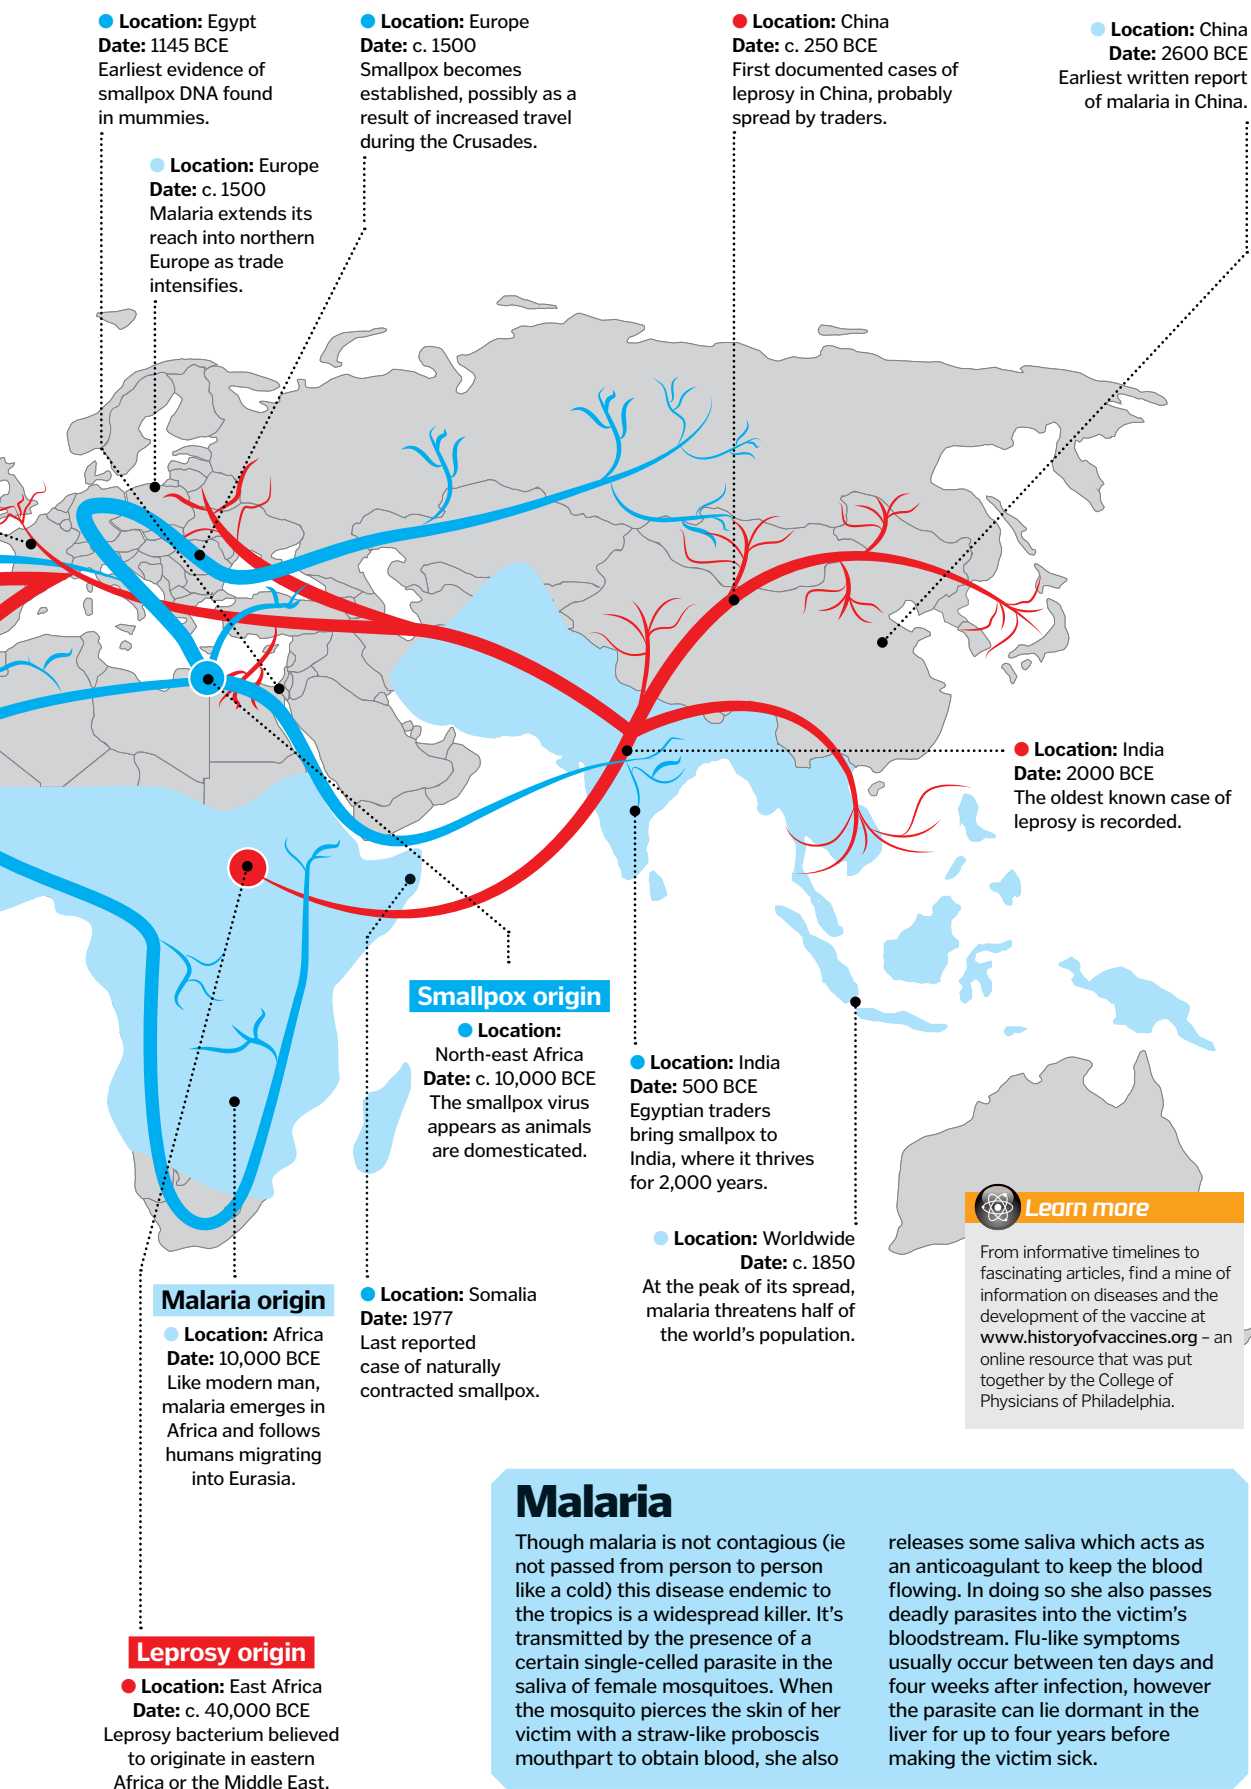 Location: Egypt
Date: 1145 BCE
Earliest evidence of
smallpox DNA found
in mummies.
Location: Europe
Date: c. 1500
Smallpox becomes
established, possibly as a
result of increased travel
during the Crusades.
Location: China
Date: c. 250 BCE
First documented cases of
leprosy in China, probably
spread by traders.
Location: China
Date: 2600 BCE
Earliest written report
of malaria in China.
Location: Europe
Date: c. 1500
Malaria extends its
reach into northern
Europe as trade
intensifies.
Location: India
Date: 2000 BCE
The oldest known case of
leprosy is recorded.
Smallpox origin
Location:
North-east Africa
Date: c. 10,000 BCE
The smallpox virus
appears as animals
are domesticated.
Location: India
Date: 500 BCE
Egyptian traders
bring smallpox to
India, where it thrives
for 2,000 years.
Location: Worldwide
Date: c. 1850
At the peak of its spread,
malaria threatens half of
the world's population.
Learn more
From informative timelines to
fascinating articles, find a mine of
information on diseases and the
development of the vaccine at
www.historyofvaccines.org – an
online resource that was put
together by the College of
Physicians of Philadelphia.
Malaria origin
Location: Africa
Date: 10,000 BCE
Like modern man,
malaria emerges in
Africa and follows
humans migrating
into Eurasia.
Location: Somalia
Date: 1977
Last reported
case of naturally
contracted smallpox.
Leprosy origin
Location: East Africa
Date: c. 40,000 BCE
Leprosy bacterium believed
to originate in eastern
Africa or the Middle East.
Malaria
Though malaria is not contagious (ie
not passed from person to person
like a cold) this disease endemic to
the tropics is a widespread killer. It's
transmitted by the presence of a
certain single-celled parasite in the
saliva of female mosquitoes. When
the mosquito pierces the skin of her
victim with a straw-like proboscis
mouthpart to obtain blood, she also
releases some saliva which acts as
an anticoagulant to keep the blood
flowing. In doing so she also passes
deadly parasites into the victim's
bloodstream. Flu-like symptoms
usually occur between ten days and
four weeks after infection, however
the parasite can lie dormant in the
liver for up to four years before
making the victim sick.